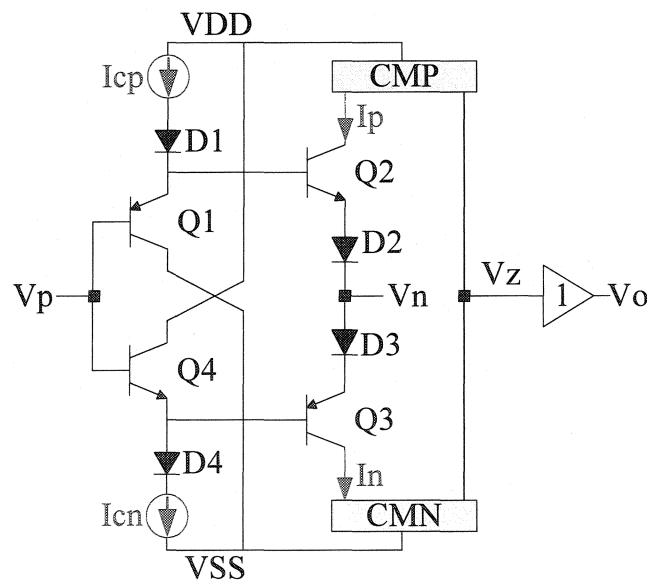 VDD
Icp
CMP
Ip
D1
Q2
Q1
D2
Vp
Vn
Vz
1
Vo
D3
Q4
Q3
D4
In
Icn
CMN
VSS